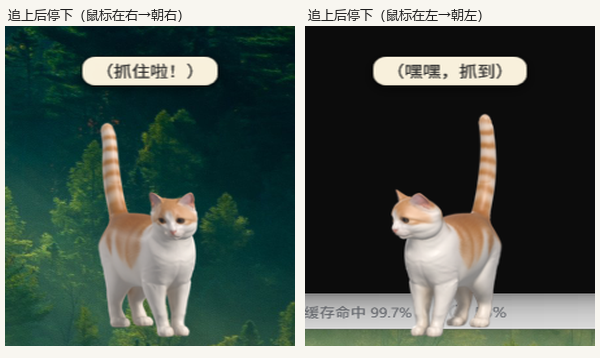 追上后停下（鼠标在右→朝右）
追上后停下（鼠标在左→朝左）
（抓住啦！）
（嘿嘿，抓到）
缓存命中 99.7%
%